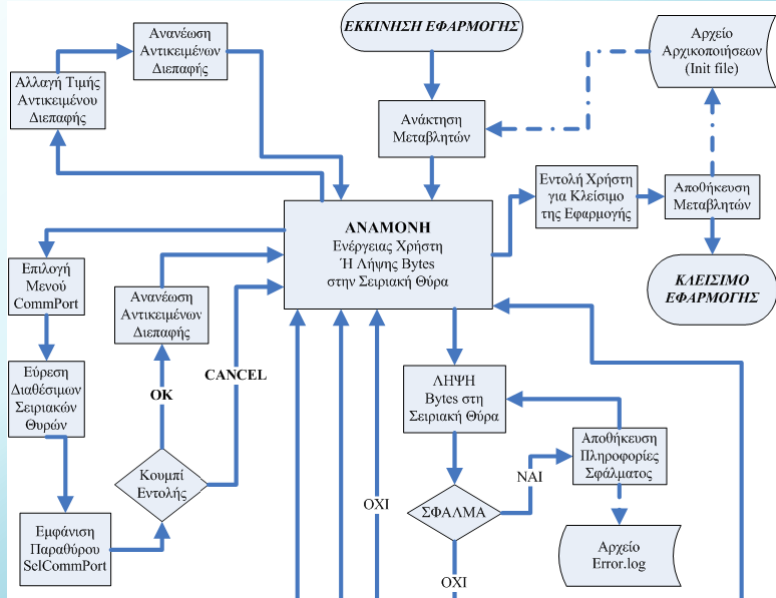 ΕΚΚΙΝΗΣΗ ΕΦΑΡΜΟΓΗΣ
Αρχείο
Αρχικοποιήσεων
(Init file)
Ανανέωση
Αντικειμένων
Διεπαφής
Αλλαγή Τιμής
Αντικειμένου
Διεπαφής
Ανάκτηση
Μεταβλητών
Εντολή Χρήστη
για Κλείσιμο
της Εφαρμογής
Αποθήκευση
Μεταβλητών
ΑΝΑΜΟΝΗ
Ενέργειας Χρήστη
Ή Λήψης Bytes
στην Σειριακή Θύρα
ΚΛΕΙΣΙΜΟ
ΕΦΑΡΜΟΓΗΣ
Επιλογή
Μενού
CommPort
Ανανέωση
Αντικειμένων
Διεπαφής
Εύρεση
Διαθέσιμων
Σειριακών
Θυρών
OK
CANCEL
ΛΗΨΗ
Bytes στη
Σειριακή Θύρα
Αποθήκευση
Πληροφορίες
Σφάλματος
Κουμπί
Εντολής
ΝΑΙ
ΟΧΙ
ΣΦΑΛΜΑ
Εμφάνιση
Παραθύρου
SelCommPort
Αρχείο
Error.log
ΟΧΙ